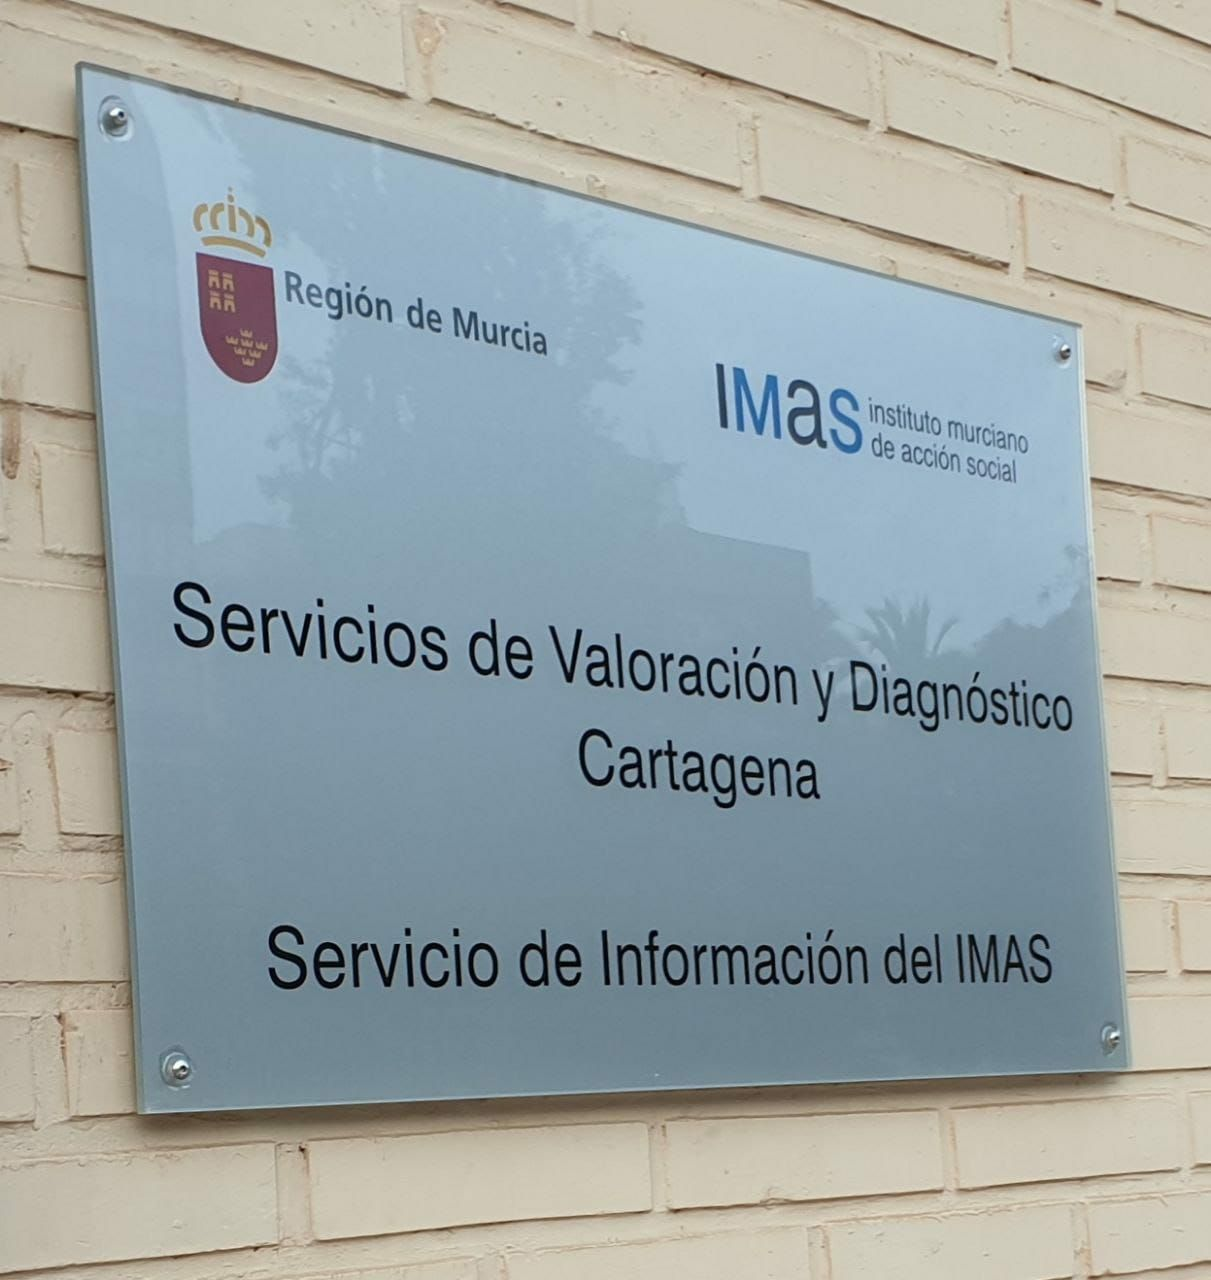 Región de Murcia
IMas
instituto murciano
de acción social
Servicios de Valoración y Diagnóstico
Cartagena
Servicio de Información del IMAS